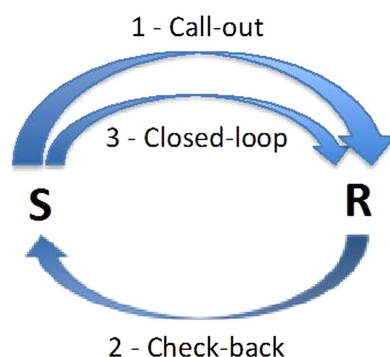 1 - Call-out
3 - Closed-loop
S
R
2 - Check-back